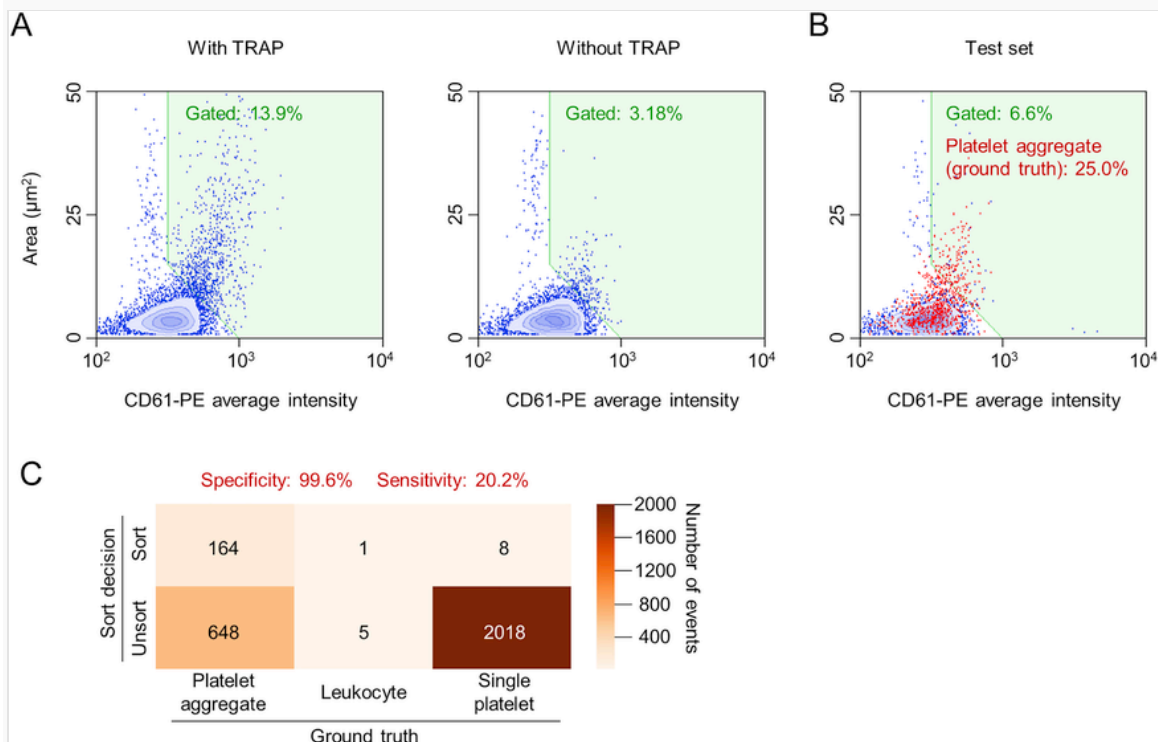 A
B
With TRAP
Without TRAP
Test set
50
Gated: 13.9%
50
Gated: 3.18%
50
Gated: 6.6%
Platelet aggregate
(ground truth): 25.0%
Area (µm²)
25
25
25
0
0
0
10² 10³ 10⁴
10² 10³ 10⁴
10² 10³ 10⁴
CD61-PE average intensity
CD61-PE average intensity
CD61-PE average intensity
C
Specificity: 99.6% Sensitivity: 20.2%
Sort decision
Sort
Unsort
164 1 8
648 5 2018
2000
1600
1200
800
400
Number of events
Platelet
aggregate
Leukocyte
Single
platelet
Ground truth